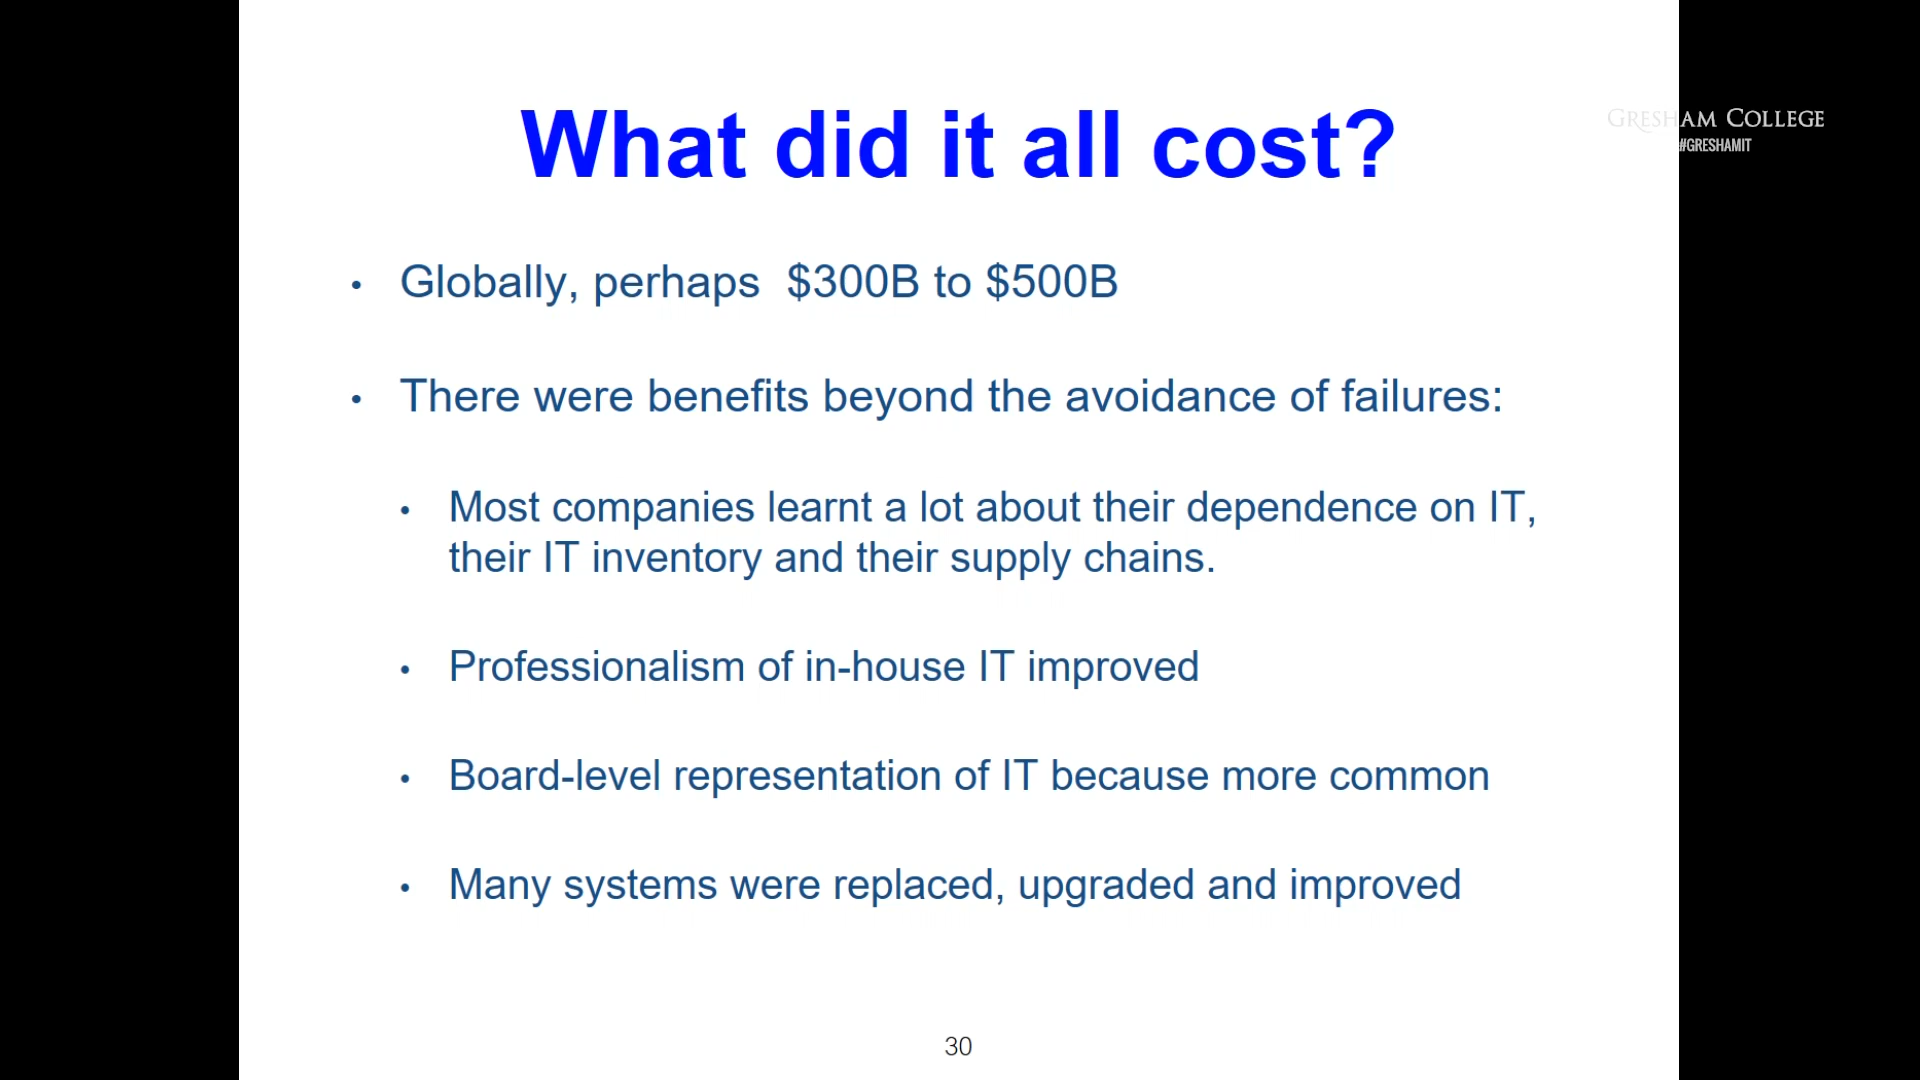 What did it all cost?
GRESHAM COLLEGE
#GRESHAMIT
• Globally, perhaps  $300B to $500B
• There were benefits beyond the avoidance of failures:
• Most companies learnt a lot about their dependence on IT,
their IT inventory and their supply chains.
• Professionalism of in-house IT improved
• Board-level representation of IT because more common
• Many systems were replaced, upgraded and improved
30